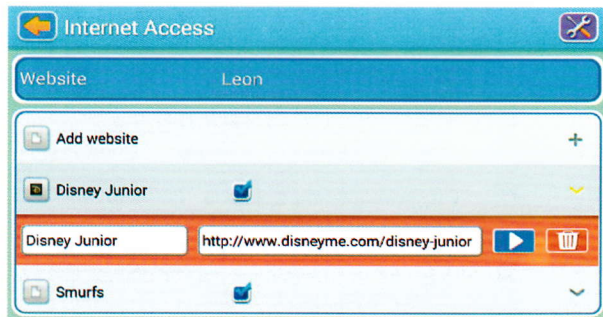 Internet Access
Website Leon
Add website
Disney Junior
Disney Junior http://www.disneyme.com/disney-junior
Smurfs